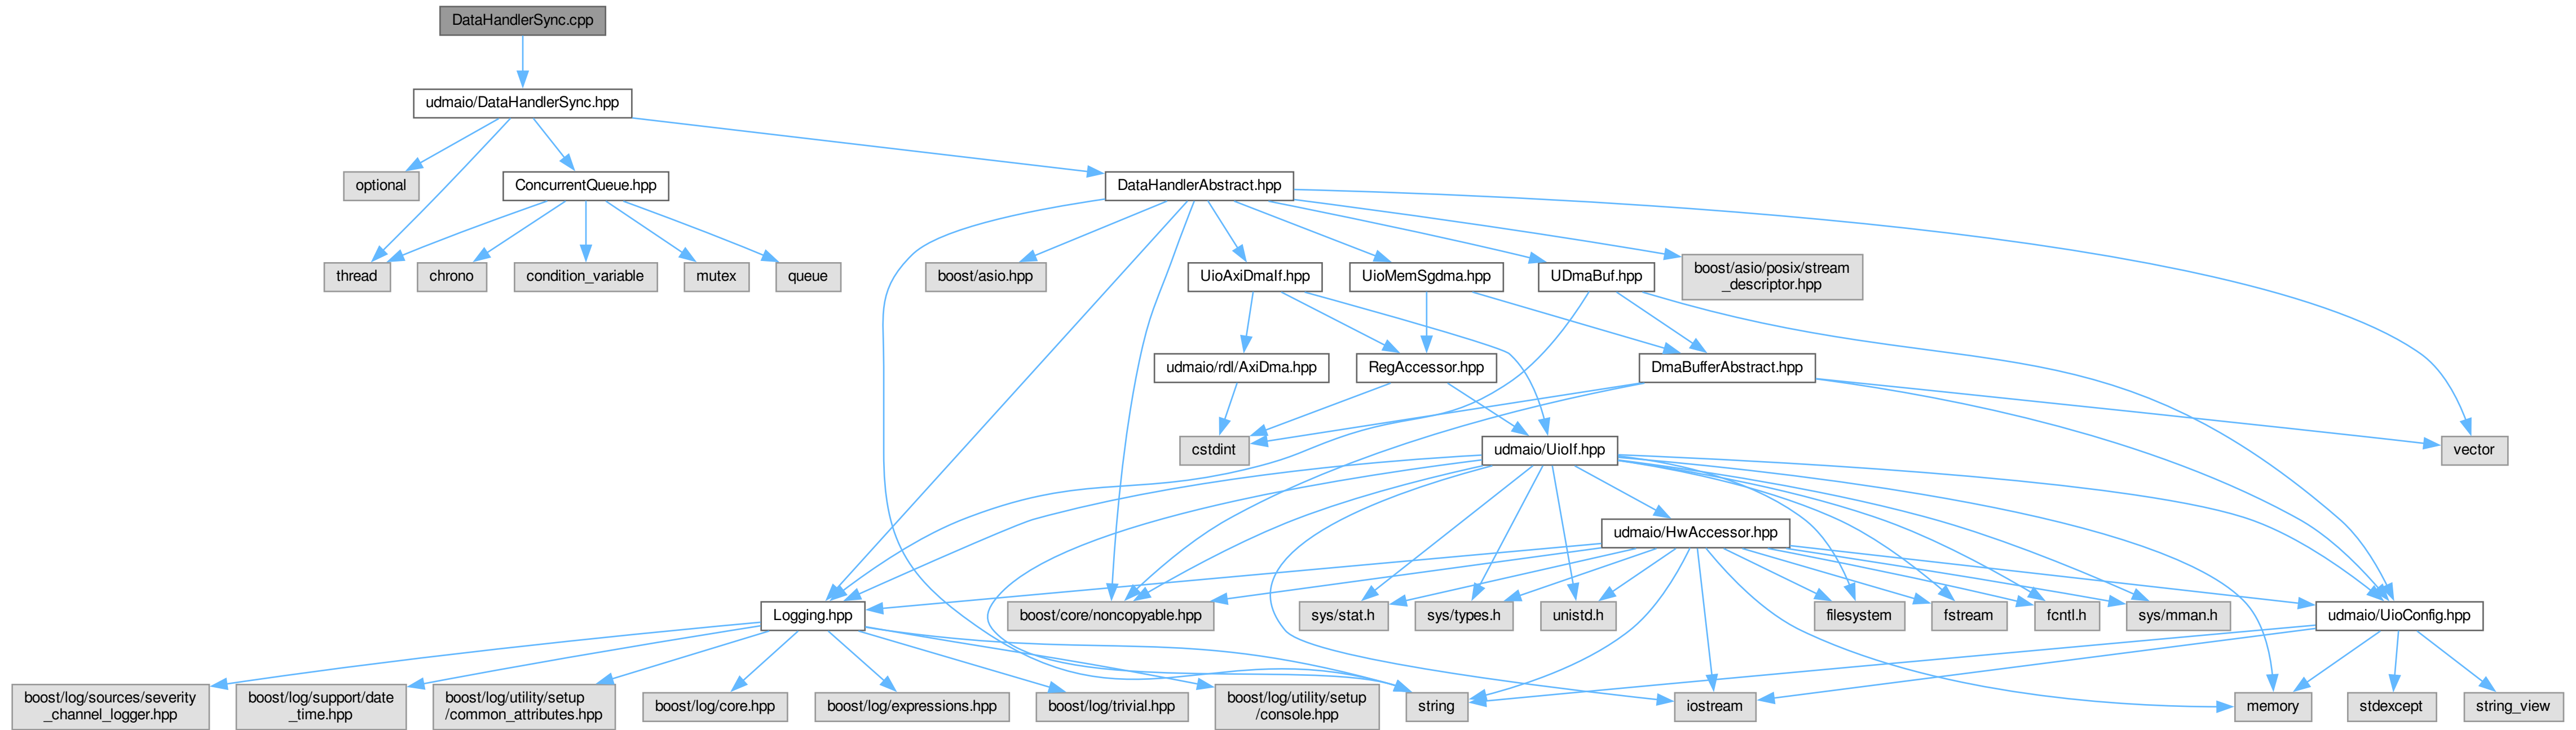 DataHandlerSync.cpp
udmaio/DataHandlerSync.hpp
optional
ConcurrentQueue.hpp
DataHandlerAbstract.hpp
thread
chrono
condition_variable
mutex
queue
boost/asio.hpp
UioAxiDmaIf.hpp
UioMemSgdma.hpp
UDmaBuf.hpp
boost/asio/posix/stream
_descriptor.hpp
udmaio/rdl/AxiDma.hpp
RegAccessor.hpp
DmaBufferAbstract.hpp
cstdint
udmaio/UioIf.hpp
vector
udmaio/HwAccessor.hpp
Logging.hpp
boost/core/noncopyable.hpp
sys/stat.h
sys/types.h
unistd.h
filesystem
fstream
fcntl.h
sys/mman.h
udmaio/UioConfig.hpp
boost/log/sources/severity
_channel_logger.hpp
boost/log/support/date
_time.hpp
boost/log/utility/setup
/common_attributes.hpp
boost/log/core.hpp
boost/log/expressions.hpp
boost/log/trivial.hpp
boost/log/utility/setup
/console.hpp
string
iostream
memory
stdexcept
string_view